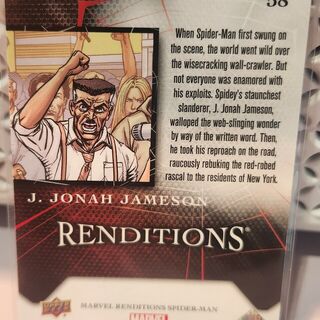 58
When Spider-Man first swung on
the scene, the world went wild over
the wisecracking wall-crawler. But
not everyone was enamored with
his exploits. Spidey's staunchest
slanderer, J. Jonah Jameson,
walloped the web-slinging wonder
by way of the written word. Then,
he took his reproach on the road,
raucously rebuking the red-robed
rascal to the residents of New York.
J. JONAH JAMESON
RENDITIONS®
MARVEL RENDITIONS SPIDER-MAN
MARVEL